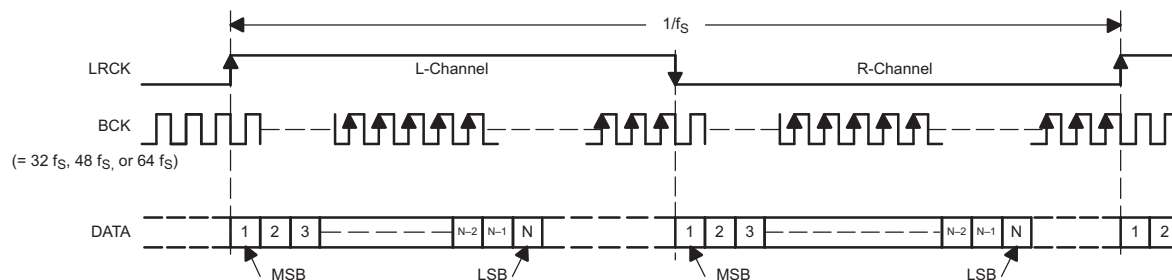 1/fS
LRCK
L-Channel
R-Channel
BCK
(= 32 fS, 48 fS, or 64 fS)
DATA
1 2 3 N–2 N–1 N 1 2 3 N–2 N–1 N 1 2
MSB LSB MSB LSB